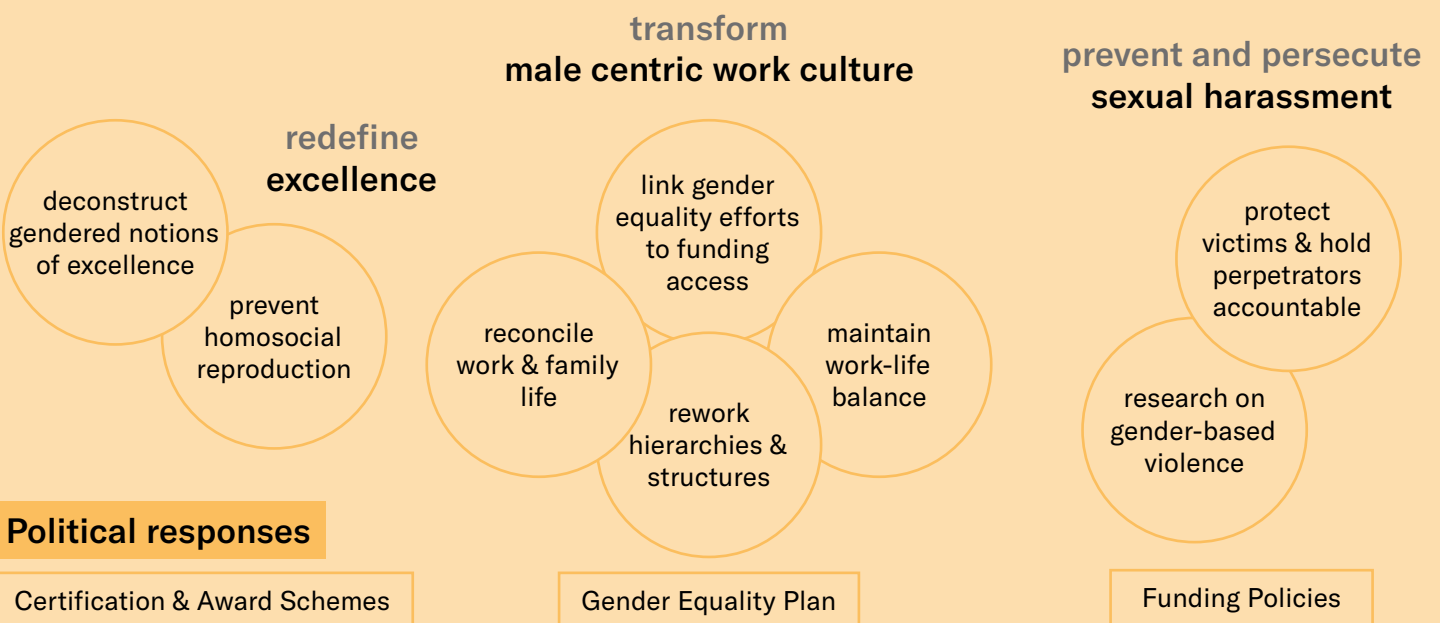 redefine
excellence
deconstruct
gendered notions
of excellence
prevent
homosocial
reproduction
transform
male centric work culture
link gender
equality efforts
to funding
access
reconcile
work & family
life
maintain
work-life
balance
rework
hierarchies &
structures
prevent and persecute
sexual harassment
protect
victims & hold
perpetrators
accountable
research on
gender-based
violence
Political responses
Certification & Award Schemes
Gender Equality Plan
Funding Policies